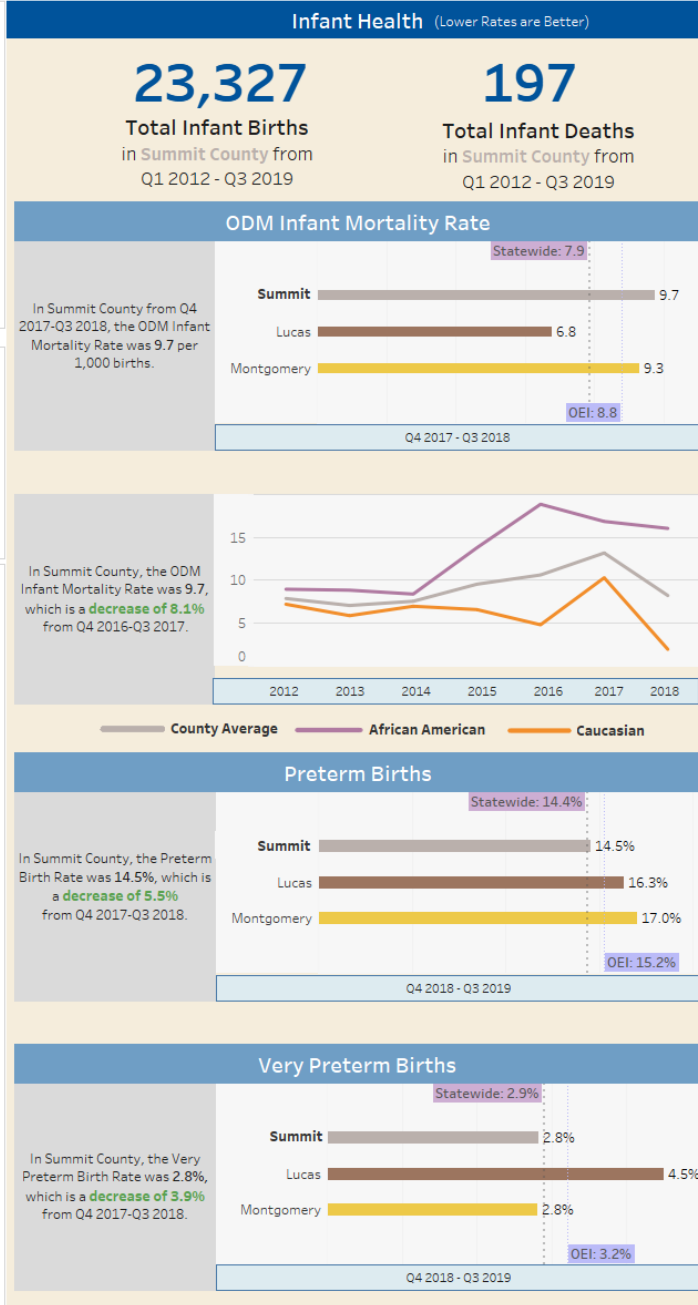 Infant Health (Lower Rates are Better)
23,327
Total Infant Births
in Summit County from
Q1 2012 - Q3 2019
197
Total Infant Deaths
in Summit County from
Q1 2012 - Q3 2019
ODM Infant Mortality Rate
In Summit County from Q4
2017-Q3 2018, the ODM Infant
Mortality Rate was 9.7 per
1,000 births.
Statewide: 7.9
Summit 9.7
Lucas 6.8
Montgomery 9.3
OEI: 8.8
Q4 2017 - Q3 2018
In Summit County, the ODM
Infant Mortality Rate was 9.7,
which is a decrease of 8.1%
from Q4 2016-Q3 2017.
15
10
5
0
2012 2013 2014 2015 2016 2017 2018
County Average African American Caucasian
Preterm Births
In Summit County, the Preterm
Birth Rate was 14.5%, which is
a decrease of 5.5%
from Q4 2017-Q3 2018.
Statewide: 14.4%
Summit 14.5%
Lucas 16.3%
Montgomery 17.0%
OEI: 15.2%
Q4 2018 - Q3 2019
Very Preterm Births
In Summit County, the Very
Preterm Birth Rate was 2.8%,
which is a decrease of 3.9%
from Q4 2017-Q3 2018.
Statewide: 2.9%
Summit 2.8%
Lucas 4.5%
Montgomery 2.8%
OEI: 3.2%
Q4 2018 - Q3 2019